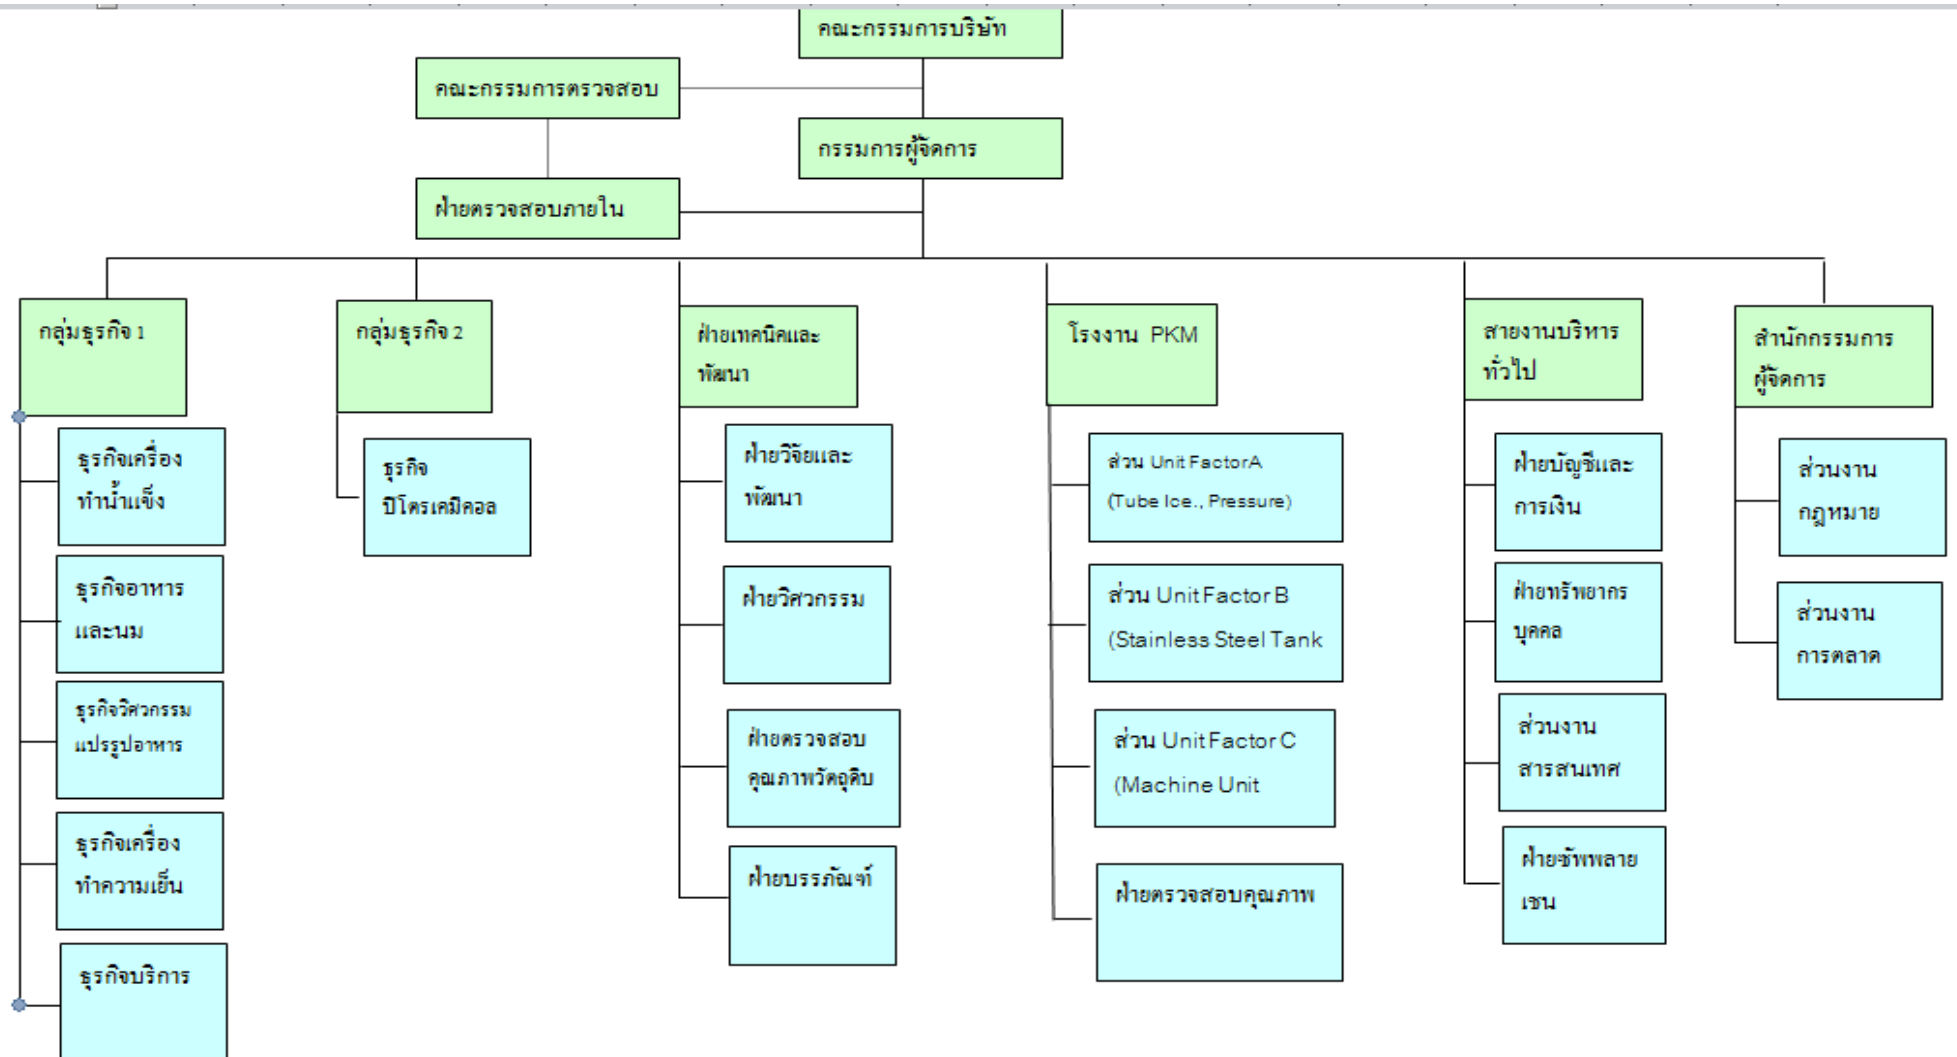 คณะกรรมการบริษัท
คณะกรรมการตรวจสอบ
กรรมการผู้จัดการ
ฝ่ายตรวจสอบภายใน
กลุ่มธุรกิจ 1
กลุ่มธุรกิจ 2
ฝ่ายเทคนิคและ
พัฒนา
โรงงาน PKM
สายงานบริหาร
ทั่วไป
สำนักกรรมการ
ผู้จัดการ
ธุรกิจเครื่อง
ทำน้ำแข็ง
ธุรกิจอาหาร
และนม
ธุรกิจวิศวกรรม
แปรรูปอาหาร
ธุรกิจเครื่อง
ทำความเย็น
ธุรกิจบริการ
ธุรกิจ
ปิโตรเคมิคอล
ฝ่ายวิจัยและ
พัฒนา
ฝ่ายวิศวกรรม
ฝ่ายตรวจสอบ
คุณภาพวัตถุดิบ
ฝ่ายบรรภัณฑ์
ส่วน Unit Factor A
(Tube Ice., Pressure)
ส่วน Unit Factor B
(Stainless Steel Tank
ส่วน Unit Factor C
(Machine Unit
ฝ่ายตรวจสอบคุณภาพ
ฝ่ายบัญชีและ
การเงิน
ฝ่ายทรัพยากร
บุคคล
ส่วนงาน
สารสนเทศ
ฝ่ายซัพพลาย
เชน
ส่วนงาน
กฎหมาย
ส่วนงาน
การตลาด